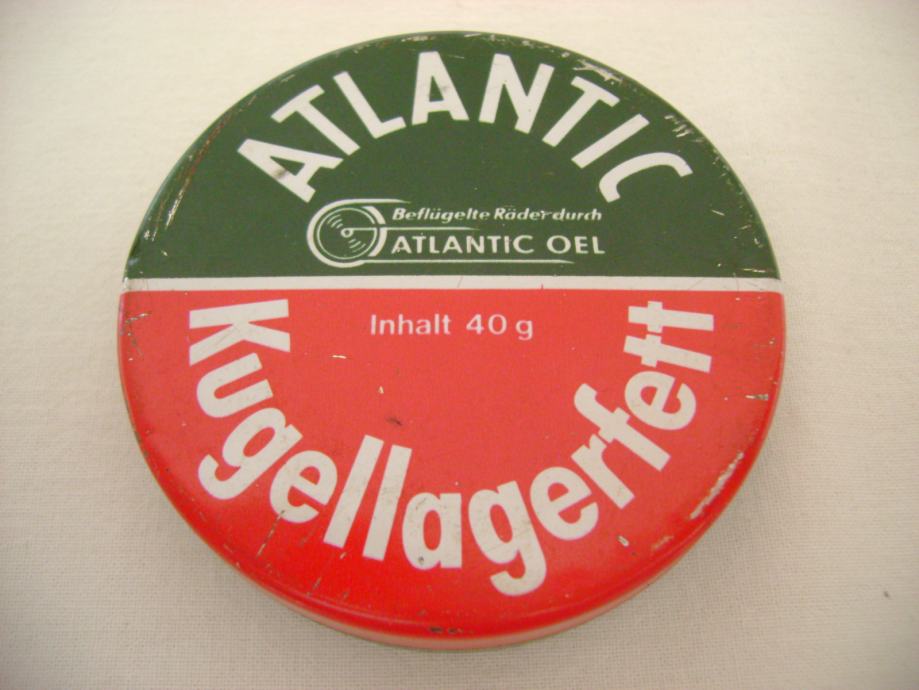 ATLANTIC
Beflügelte Räder durch
ATLANTIC OEL
Inhalt 40 g
Kugellagerfett